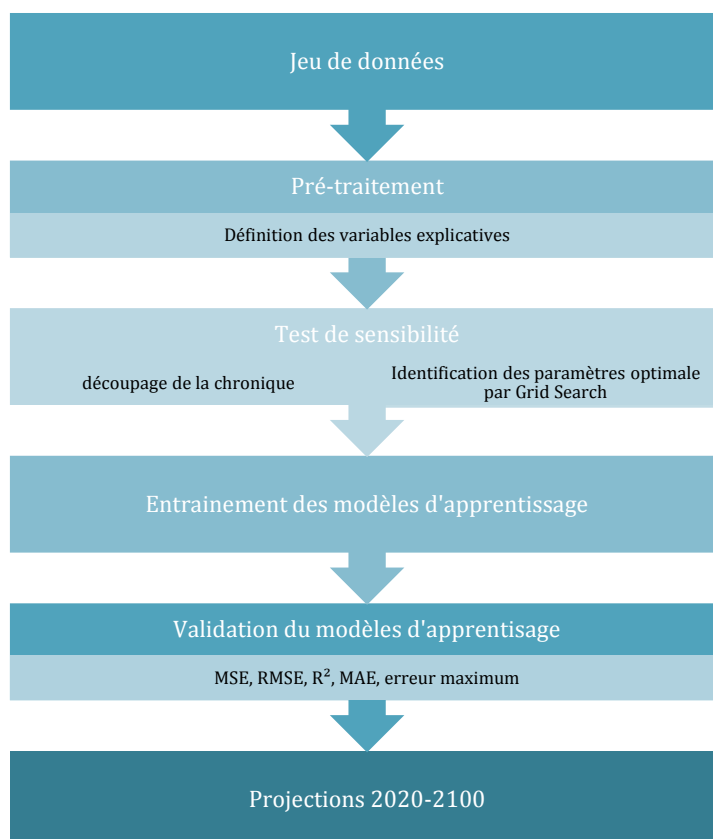 Jeu de données
Pré-traitement
Définition des variables explicatives
Test de sensibilité
découpage de la chronique
Identification des paramètres optimale
par Grid Search
Entrainement des modèles d'apprentissage
Validation du modèles d'apprentisage
MSE, RMSE, R², MAE, erreur maximum
Projections 2020-2100